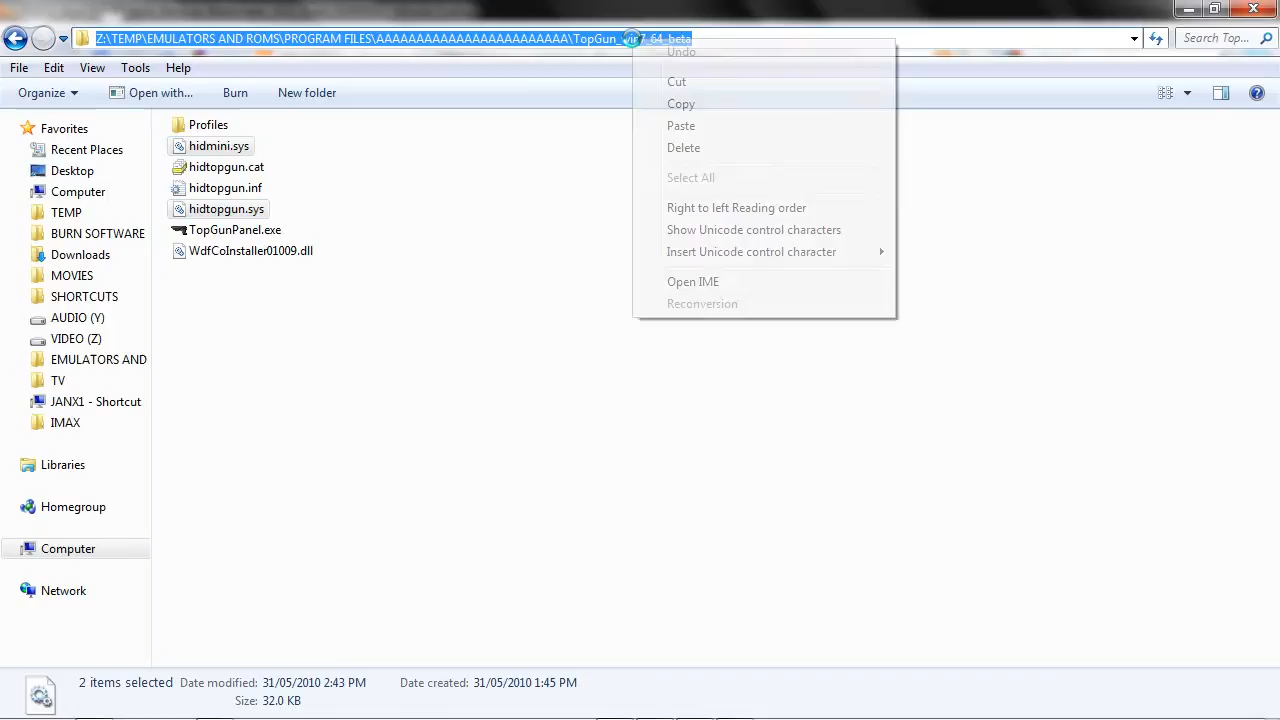 Z:\TEMP\EMULATORS AND ROMS\PROGRAM FILES\AAAAAAAAAAAAAAAAAAAAAAAA\TopGun_win7_64_beta
Search Top...
File Edit View Tools Help
Organize Open with... Burn New folder
Favorites
Recent Places
Desktop
Computer
TEMP
BURN SOFTWARE
Downloads
MOVIES
SHORTCUTS
AUDIO (Y)
VIDEO (Z)
EMULATORS AND
TV
JANX1 - Shortcut
IMAX
Libraries
Homegroup
Computer
Network
Profiles
hidmini.sys
hidtopgun.cat
hidtopgun.inf
hidtopgun.sys
TopGunPanel.exe
WdfCoInstaller01009.dll
Undo
Cut
Copy
Paste
Delete
Select All
Right to left Reading order
Show Unicode control characters
Insert Unicode control character
Open IME
Reconversion
2 items selected Date modified: 31/05/2010 2:43 PM Date created: 31/05/2010 1:45 PM
Size: 32.0 KB